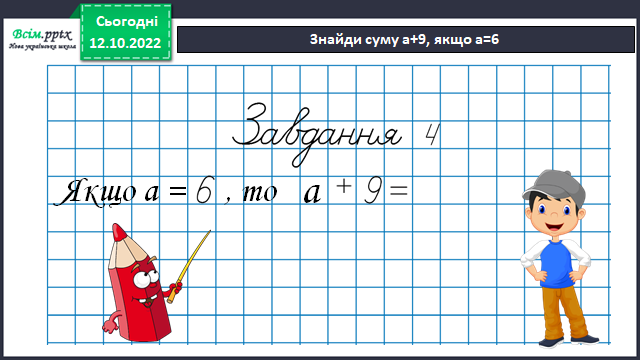 Всім.pptx
Нова українська школа
Сьогодні
12.10.2022
Знайди суму а+9, якщо а=6
Завдання 4
Якщо а = 6 , то а + 9 =